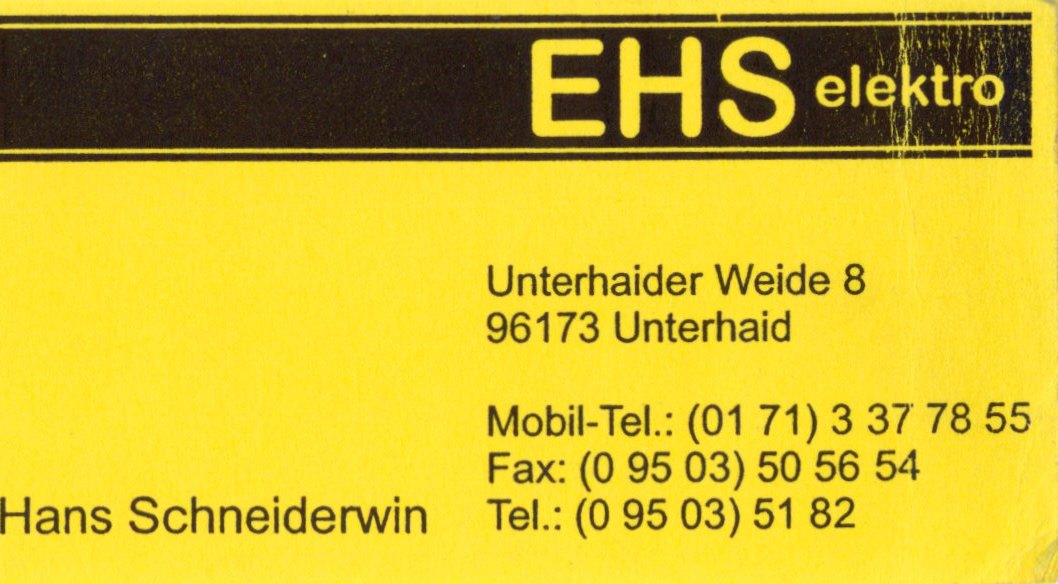 EHS elektro
Unterhaider Weide 8
96173 Unterhaid
Mobil-Tel.: (01 71) 3 37 78 55
Fax: (0 95 03) 50 56 54
Hans Schneiderwin
Tel.: (0 95 03) 51 82